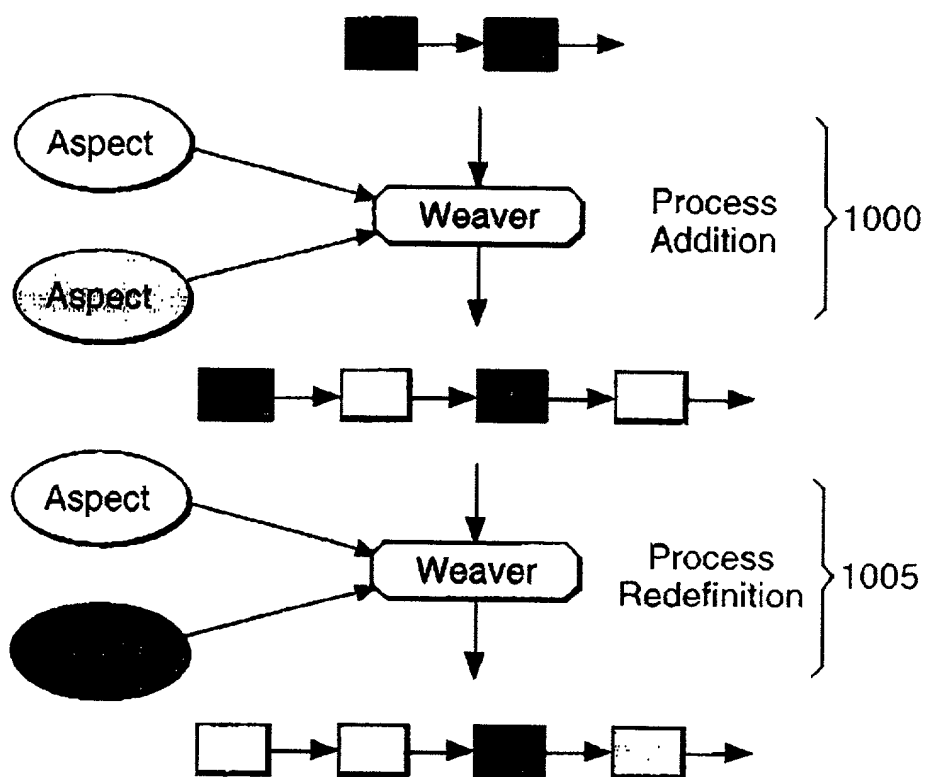 Aspect
Weaver
Process
Addition
1000
Aspect
Aspect
Weaver
Process
Redefinition
1005